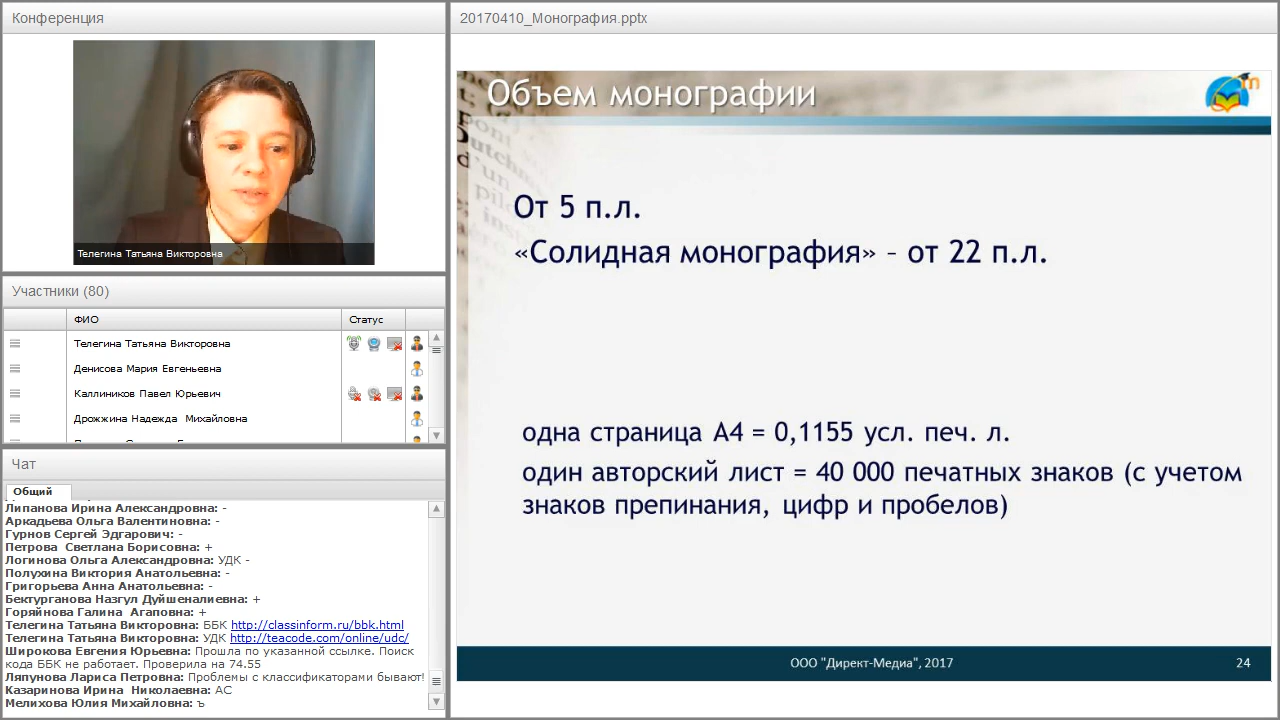 Конференция
Телегина Татьяна Викторовна
Участники (80)
ФИО
Статус
Телегина Татьяна Викторовна
Денисова Мария Евгеньевна
Каллиников Павел Юрьевич
Дрожжина Надежда Михайловна
Чат
Общий
Липанова Ирина Александровна: -
Аркадьева Ольга Валентиновна: -
Гурнов Сергей Эдгарович: -
Петрова Светлана Борисовна: +
Логинова Ольга Александровна: УДК -
Полухина Виктория Анатольевна: -
Григорьева Анна Анатольевна: -
Бектурганова Назгул Дуйшеналиевна: +
Горяйнова Галина Агаповна: +
Телегина Татьяна Викторовна: ББК http://classinform.ru/bbk.html
Телегина Татьяна Викторовна: УДК http://teacode.com/online/udc/
Широкова Евгения Юрьевна: Прошла по указанной ссылке. Поиск
кода ББК не работает. Проверила на 74.55
Ляпунова Лариса Петровна: Проблемы с классификаторами бывают!
Казаринова Ирина Николаевна: АС
Мелихова Юлия Михайловна: ъ
20170410_Монография.pptx
Объем монографии
От 5 п.л.
«Солидная монография» – от 22 п.л.
одна страница А4 = 0,1155 усл. печ. л.
один авторский лист = 40 000 печатных знаков (с учетом
знаков препинания, цифр и пробелов)
ООО "Директ-Медиа", 2017
24